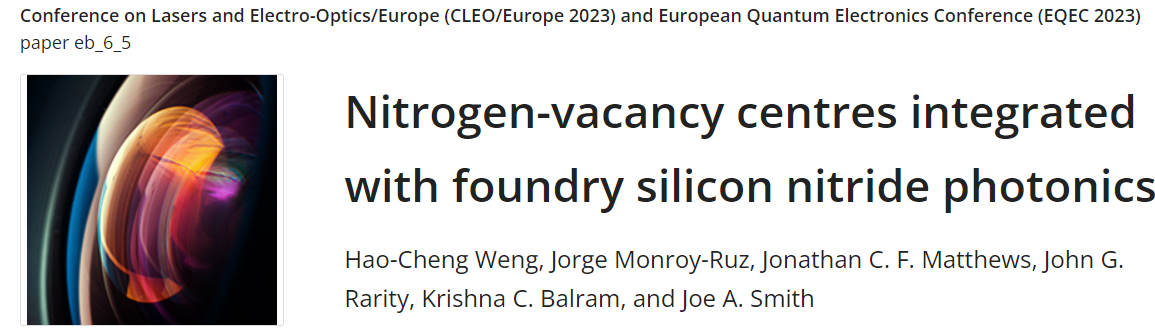 Conference on Lasers and Electro-Optics/Europe (CLEO/Europe 2023) and European Quantum Electronics Conference (EQEC 2023)
paper eb_6_5
Nitrogen-vacancy centres integrated
with foundry silicon nitride photonics
Hao-Cheng Weng, Jorge Monroy-Ruz, Jonathan C. F. Matthews, John G.
Rarity, Krishna C. Balram, and Joe A. Smith